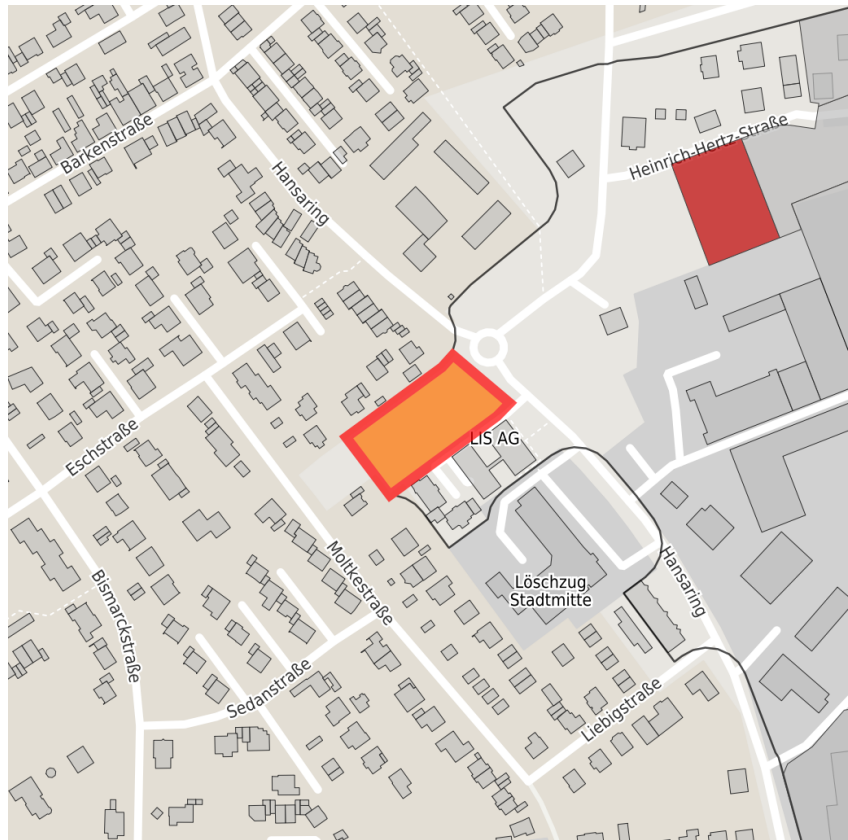 Barkenstraße
Hansaring
Heinrich-Hertz-Straße
Eschstraße
LIS AG
Moltkestraße
Bismarckstraße
Löschzug
Stadtmitte
Hansaring
Sedanstraße
Liebigstraße